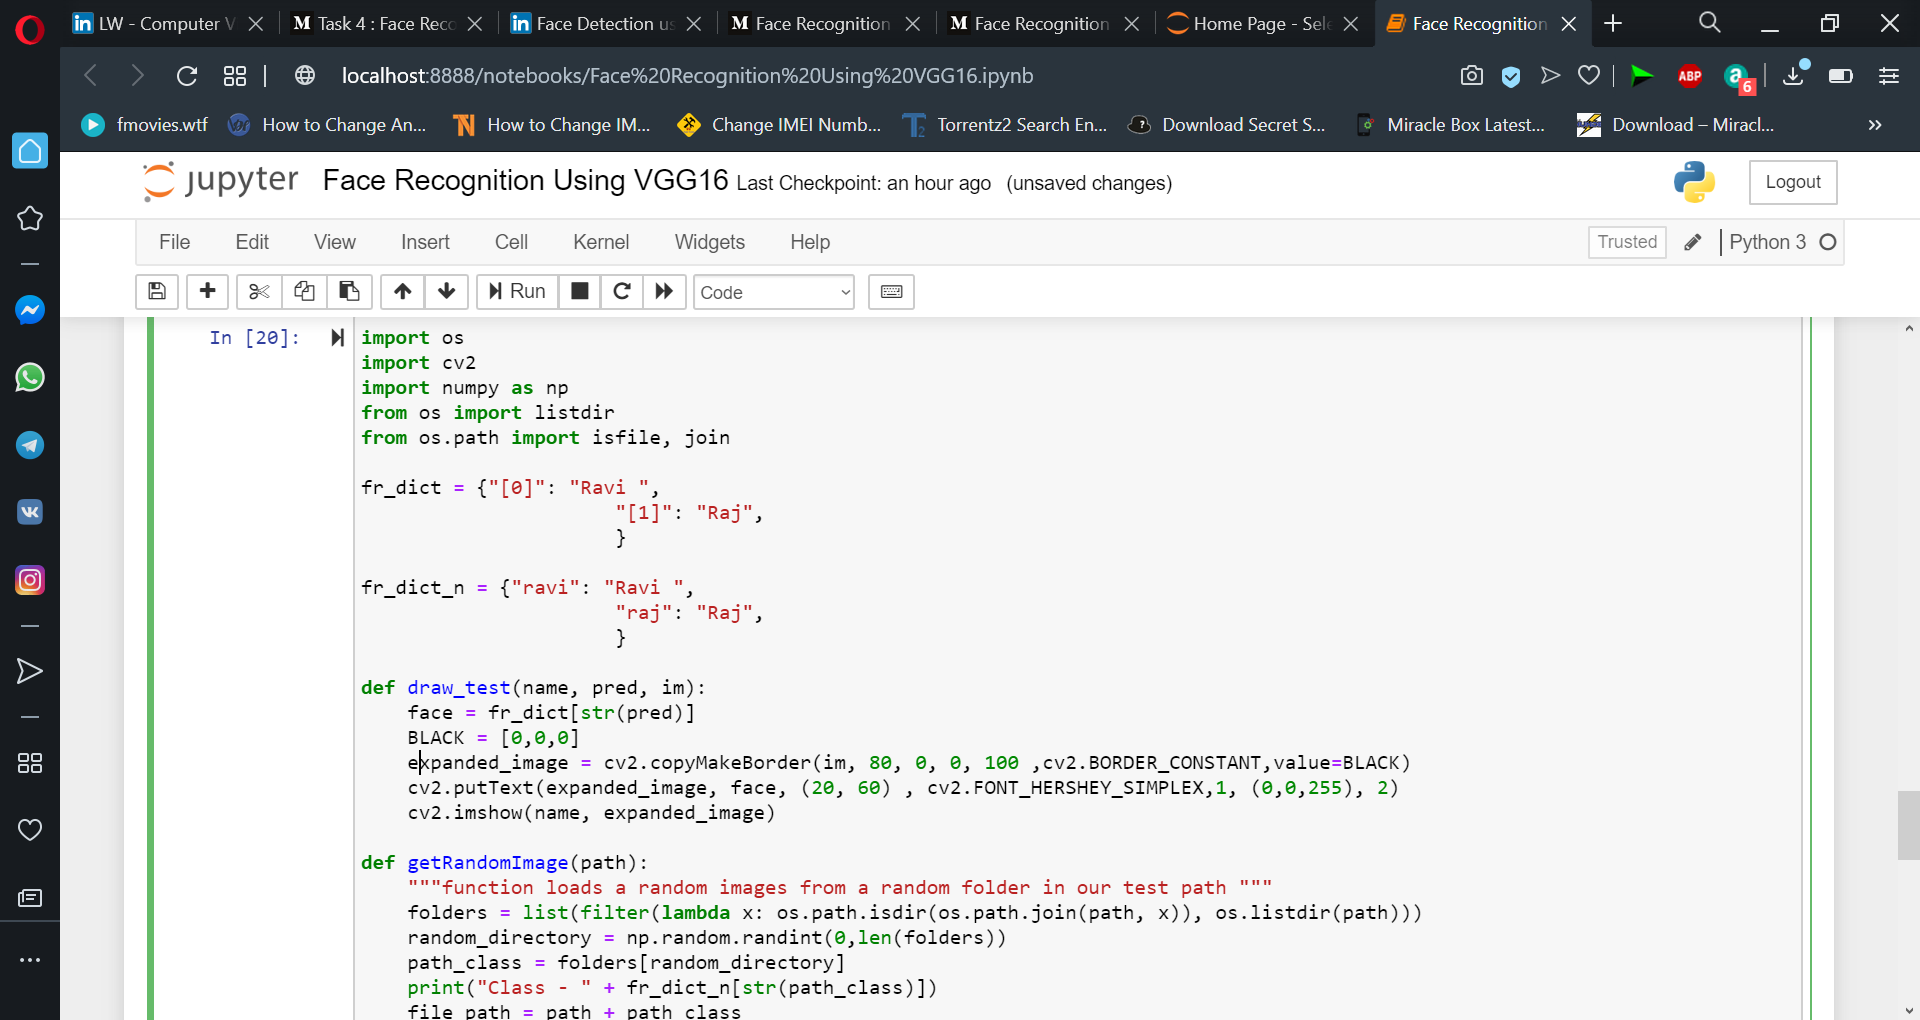 LW - Computer V
Task 4 : Face Reco
Face Detection us
Face Recognition
Face Recognition
Home Page - Sele
Face Recognition
localhost:8888/notebooks/Face%20Recognition%20Using%20VGG16.ipynb
ABP
a
6
fmovies.wtf
How to Change An...
How to Change IM...
Change IMEI Numb...
Torrentz2 Search En...
Download Secret S...
Miracle Box Latest...
Download – Miracl...
jupyter Face Recognition Using VGG16 Last Checkpoint: an hour ago (unsaved changes)
Logout
File Edit View Insert Cell Kernel Widgets Help
Trusted
Python 3
Run
Code
In [20]:
import os
import cv2
import numpy as np
from os import listdir
from os.path import isfile, join
fr_dict = {"[0]": "Ravi ",
"[1]": "Raj",
}
fr_dict_n = {"ravi": "Ravi ",
"raj": "Raj",
}
def draw_test(name, pred, im):
face = fr_dict[str(pred)]
BLACK = [0,0,0]
expanded_image = cv2.copyMakeBorder(im, 80, 0, 0, 100 ,cv2.BORDER_CONSTANT,value=BLACK)
cv2.putText(expanded_image, face, (20, 60) , cv2.FONT_HERSHEY_SIMPLEX,1, (0,0,255), 2)
cv2.imshow(name, expanded_image)
def getRandomImage(path):
"""function loads a random images from a random folder in our test path """
folders = list(filter(lambda x: os.path.isdir(os.path.join(path, x)), os.listdir(path)))
random_directory = np.random.randint(0,len(folders))
path_class = folders[random_directory]
print("Class - " + fr_dict_n[str(path_class)])
file_path = path + path_class